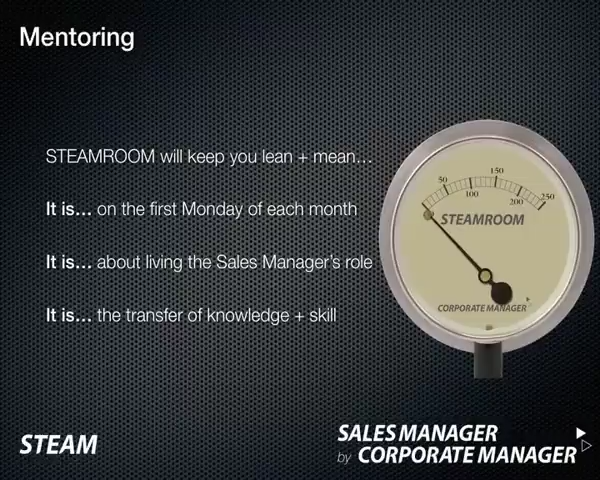 Mentoring
STEAMROOM will keep you lean + mean...
It is... on the first Monday of each month
It is... about living the Sales Manager's role
It is... the transfer of knowledge + skill
50
100
150
200
250
STEAMROOM
CORPORATE MANAGER
STEAM
SALES MANAGER
by CORPORATE MANAGER